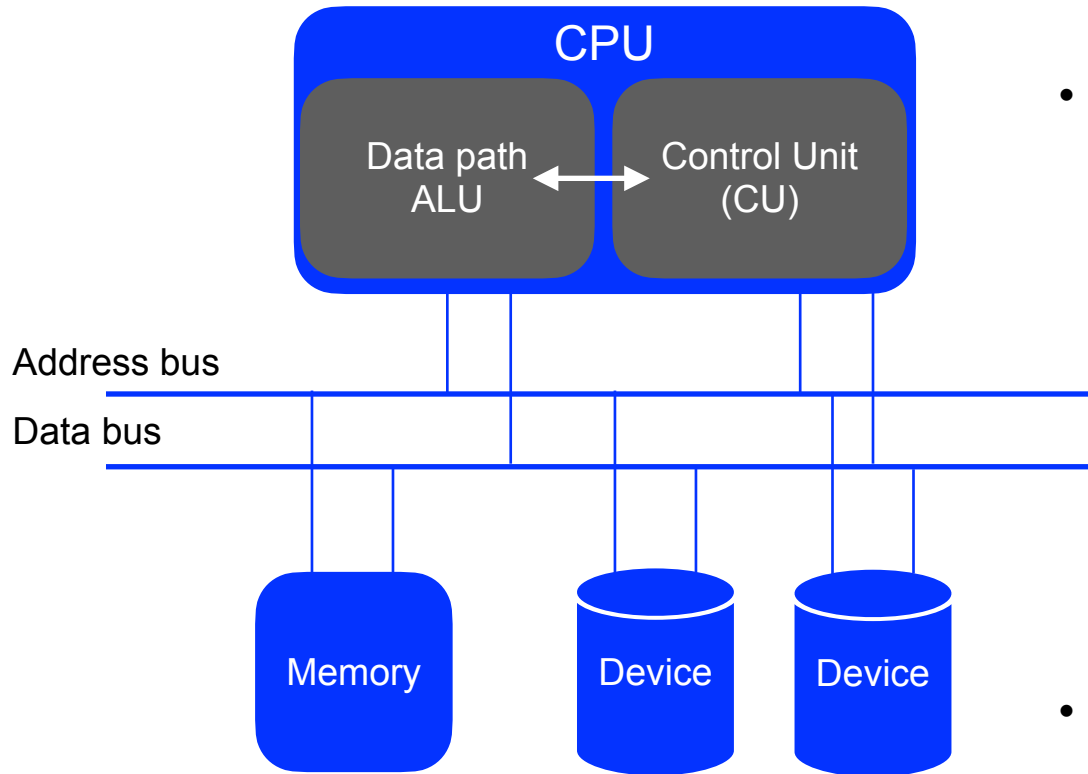 CPU
Data path
ALU
Control Unit
(CU)
Address bus
Data bus
Memory
Device
Device
•
•